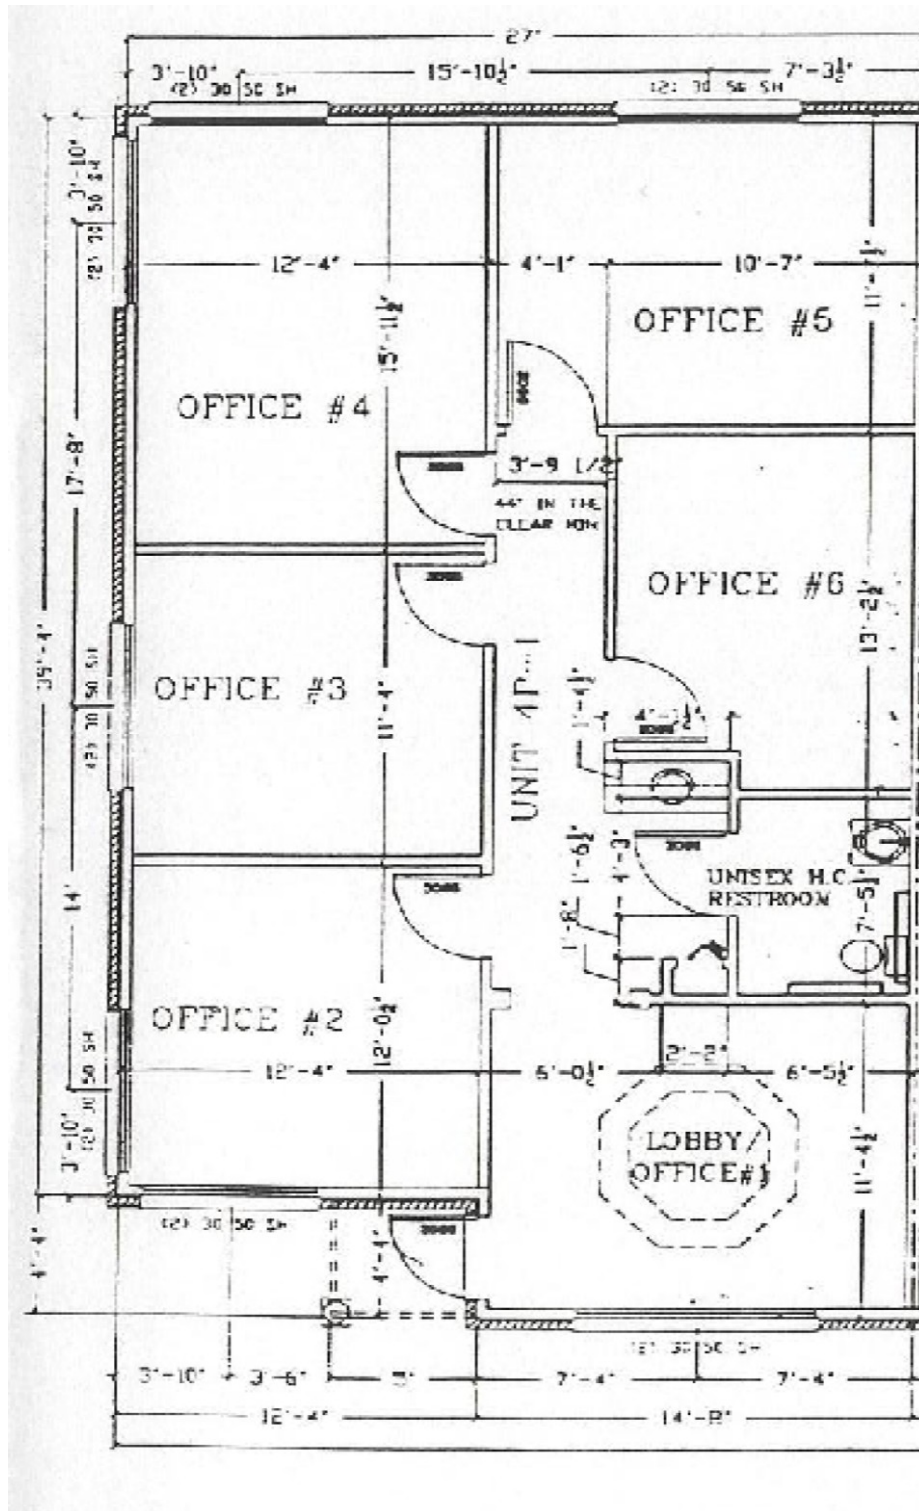 27'
3'-10"
15'-10½"
7'-3½"
(2) 30 50 SH
(2) 30 50 SH
3'-10"
(2) 30 50 SH
12'-4"
4'-1"
10'-7"
11'-7½"
OFFICE #5
15'-11½"
OFFICE #4
17'-8"
3'-9 1/2"
44" IN THE
CLEAR MIN
OFFICE #6
13'-2½"
39'-4"
(2) 30 50 SH
OFFICE #3
11'-4"
1'-4½"
UNIT
1'-6½"
4'-3"
UNISEX H.C.
RESTROOM
7'-5½"
14'
1'-8"
OFFICE #2
12'-0½"
(2) 30 50 SH
2'-2"
12'-4"
6'-0½"
6'-5½"
3'-10"
LOBBY/
OFFICE#1
11'-4½"
(2) 30 50 SH
4'-4"
4'-4"
(2) 30 50 SH
3'-10"
3'-6"
5'
7'-4"
7'-4"
12'-4"
14'-8"